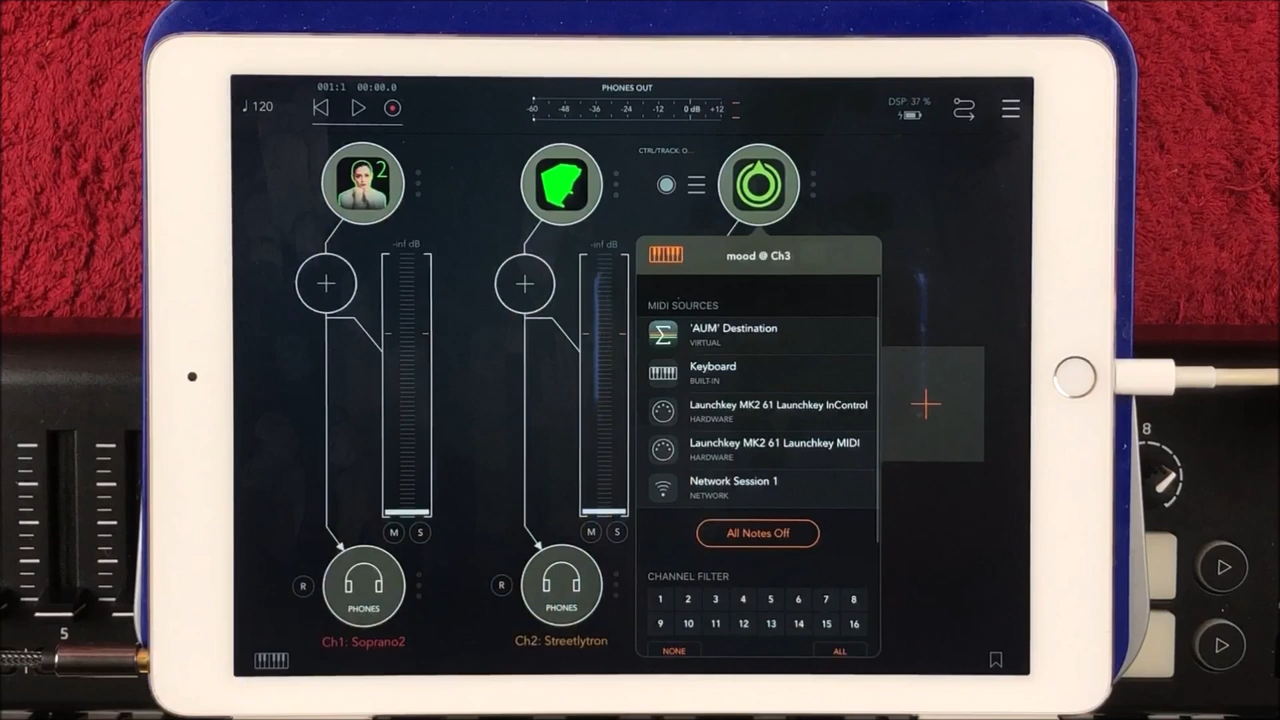 001:1 00:00.0
PHONES OUT
120
-60 -48 -36 -24 -12 0 dB +12
DSP: 37 %
CTRL/TRACK: O...
2
-inf dB
-inf dB
mood @ Ch3
MIDI SOURCES
'AUM' Destination
VIRTUAL
Keyboard
BUILT-IN
Launchkey MK2 61 Launchkey InControl
HARDWARE
Launchkey MK2 61 Launchkey MIDI
HARDWARE
Network Session 1
NETWORK
All Notes Off
M S
M S
CHANNEL FILTER
1 2 3 4 5 6 7 8
9 10 11 12 13 14 15 16
NONE ALL
R
PHONES
R
PHONES
Ch1: Soprano2
Ch2: Streetlytron
5
8